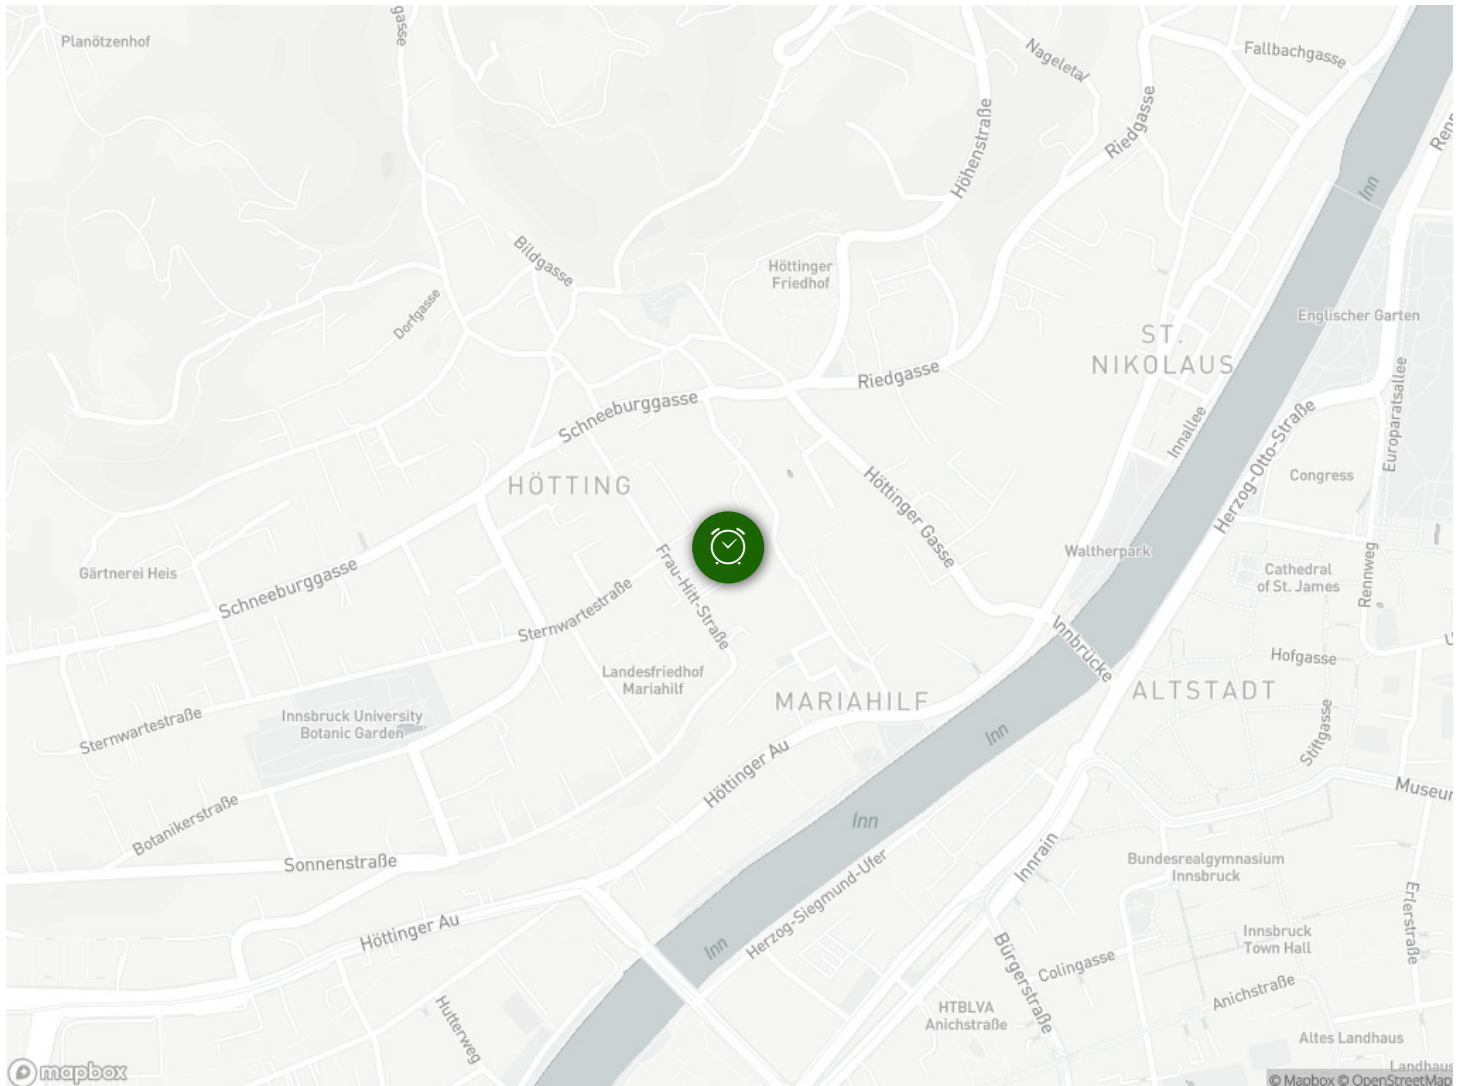 Planötzenhof
gasse
Nageletal
Fallbachgasse
Höhenstraße
Riedgasse
Inn
Bildgasse
Höttinger
Friedhof
Dorfgasse
Englischer Garten
ST.
NIKOLAUS
Riedgasse
Schneeburggasse
Innallee
Herzog-Otto-Straße
Europaratsallee
Congress
HÖTTING
Höttinger Gasse
Waltherpark
Cathedral
of St. James
Rennweg
Gärtnerei Heis
Schneeburggasse
Sternwartestraße
Frau-Hitt-Straße
Innbrücke
Hofgasse
Landesfriedhof
Mariahilf
MARIAHILF
ALTSTADT
Sternwartestraße
Innsbruck University
Botanic Garden
Inn
Stiftgasse
Höttinger Au
Museum
Botanikerstraße
Inn
Sonnenstraße
Innrain
Bundesrealgymnasium
Innsbruck
Herzog-Siegmund-Ufer
Erlerstraße
Höttinger Au
Inn
Bürgerstraße
Innsbruck
Town Hall
Colingasse
Anichstraße
Hutterweg
HTBLVA
Anichstraße
Altes Landhaus
Landhaus
mapbox
© Mapbox © OpenStreetMap